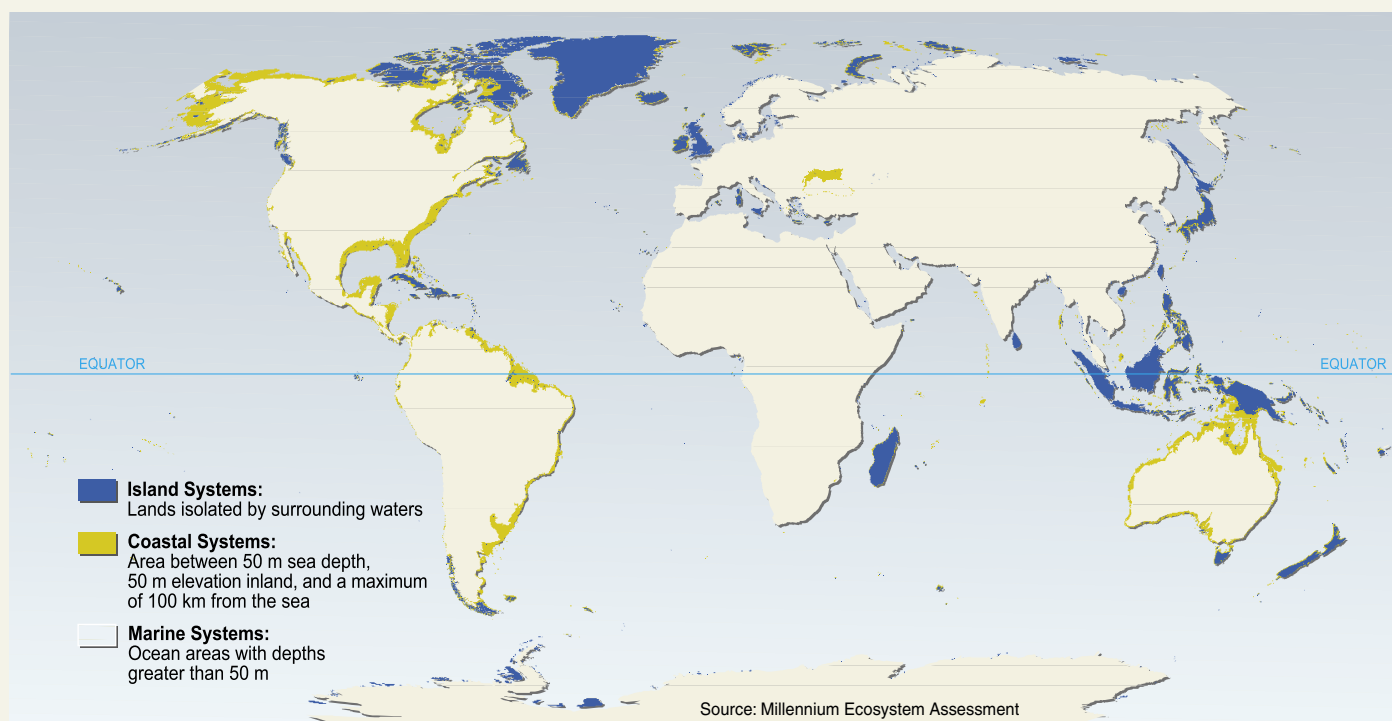 EQUATOR
EQUATOR
Island Systems:
Lands isolated by surrounding waters
Coastal Systems:
Area between 50 m sea depth,
50 m elevation inland, and a maximum
of 100 km from the sea
Marine Systems:
Ocean areas with depths
greater than 50 m
Source: Millennium Ecosystem Assessment